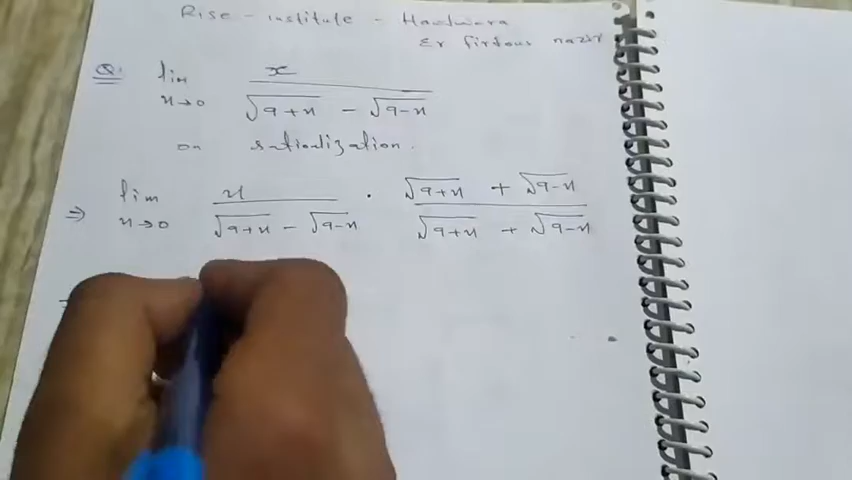 Rise - institute - Handwara
Er firdous nazir
Q. lim x→0 x / (√9+x − √9−x)
on rationalization.
⇒ lim x→0 x / (√9+x − √9−x) · (√9+x + √9−x) / (√9+x + √9−x)